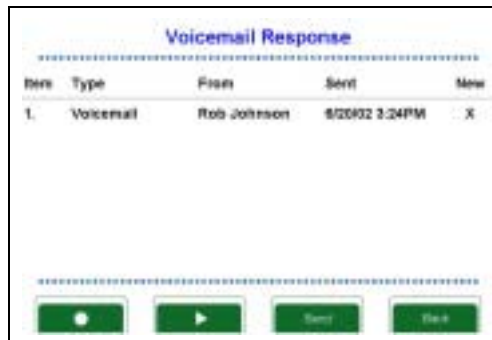 Voicemail Response
Item Type From Sent New
1. Voicemail Rob Johnson 6/20/02 3:24PM X
Send Back